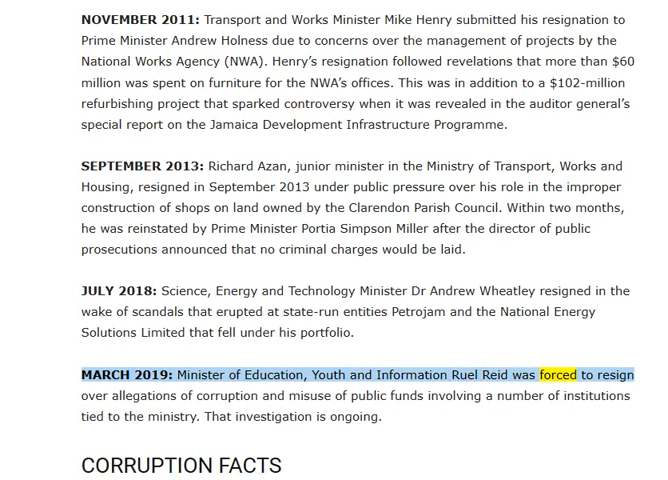 NOVEMBER 2011: Transport and Works Minister Mike Henry submitted his resignation to
Prime Minister Andrew Holness due to concerns over the management of projects by the
National Works Agency (NWA). Henry’s resignation followed revelations that more than $60
million was spent on furniture for the NWA’s offices. This was in addition to a $102-million
refurbishing project that sparked controversy when it was revealed in the auditor general’s
special report on the Jamaica Development Infrastructure Programme.
SEPTEMBER 2013: Richard Azan, junior minister in the Ministry of Transport, Works and
Housing, resigned in September 2013 under public pressure over his role in the improper
construction of shops on land owned by the Clarendon Parish Council. Within two months,
he was reinstated by Prime Minister Portia Simpson Miller after the director of public
prosecutions announced that no criminal charges would be laid.
JULY 2018: Science, Energy and Technology Minister Dr Andrew Wheatley resigned in the
wake of scandals that erupted at state-run entities Petrojam and the National Energy
Solutions Limited that fell under his portfolio.
MARCH 2019: Minister of Education, Youth and Information Ruel Reid was forced to resign
over allegations of corruption and misuse of public funds involving a number of institutions
tied to the ministry. That investigation is ongoing.
CORRUPTION FACTS